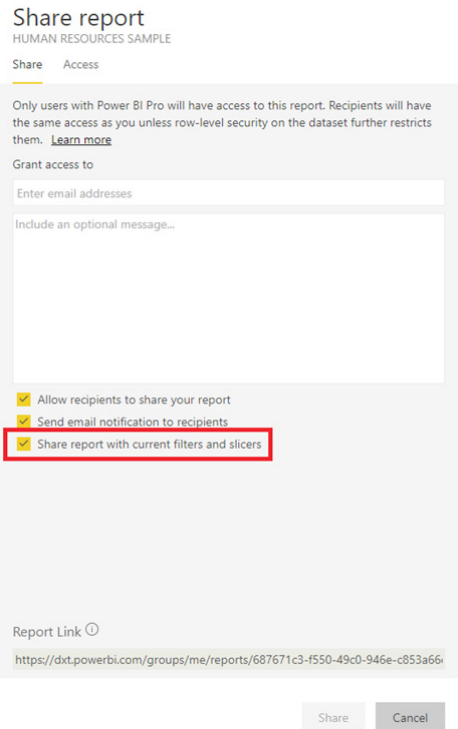 Share report
HUMAN RESOURCES SAMPLE
Share Access
Only users with Power BI Pro will have access to this report. Recipients will have
the same access as you unless row-level security on the dataset further restricts
them. Learn more
Grant access to
Enter email addresses
Include an optional message...
Allow recipients to share your report
Send email notification to recipients
Share report with current filters and slicers
Report Link
https://dxt.powerbi.com/groups/me/reports/687671c3-f550-49c0-946e-c853a66
Share Cancel